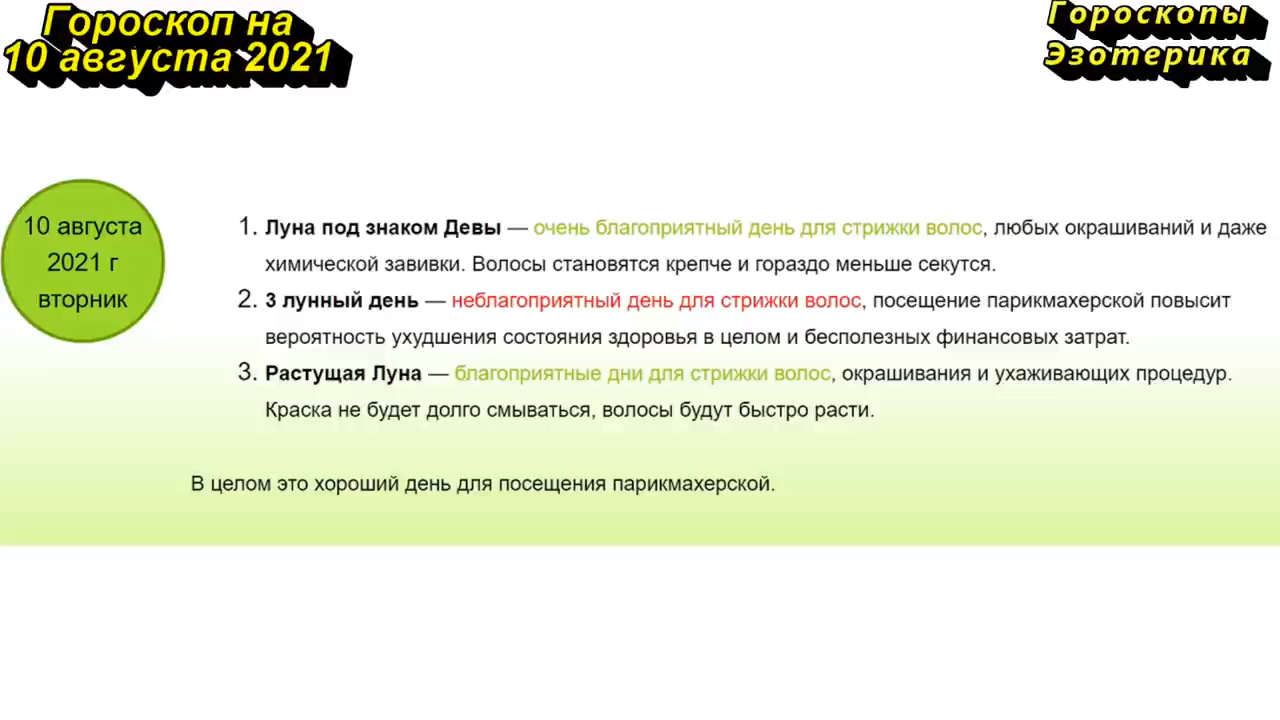 Гороскоп на
10 августа 2021
Гороскопы
Эзотерика
10 августа
2021 г
вторник
1. Луна под знаком Девы — очень благоприятный день для стрижки волос, любых окрашиваний и даже
химической завивки. Волосы становятся крепче и гораздо меньше секутся.
2. 3 лунный день — неблагоприятный день для стрижки волос, посещение парикмахерской повысит
вероятность ухудшения состояния здоровья в целом и бесполезных финансовых затрат.
3. Растущая Луна — благоприятные дни для стрижки волос, окрашивания и ухаживающих процедур.
Краска не будет долго смываться, волосы будут быстро расти.
В целом это хороший день для посещения парикмахерской.